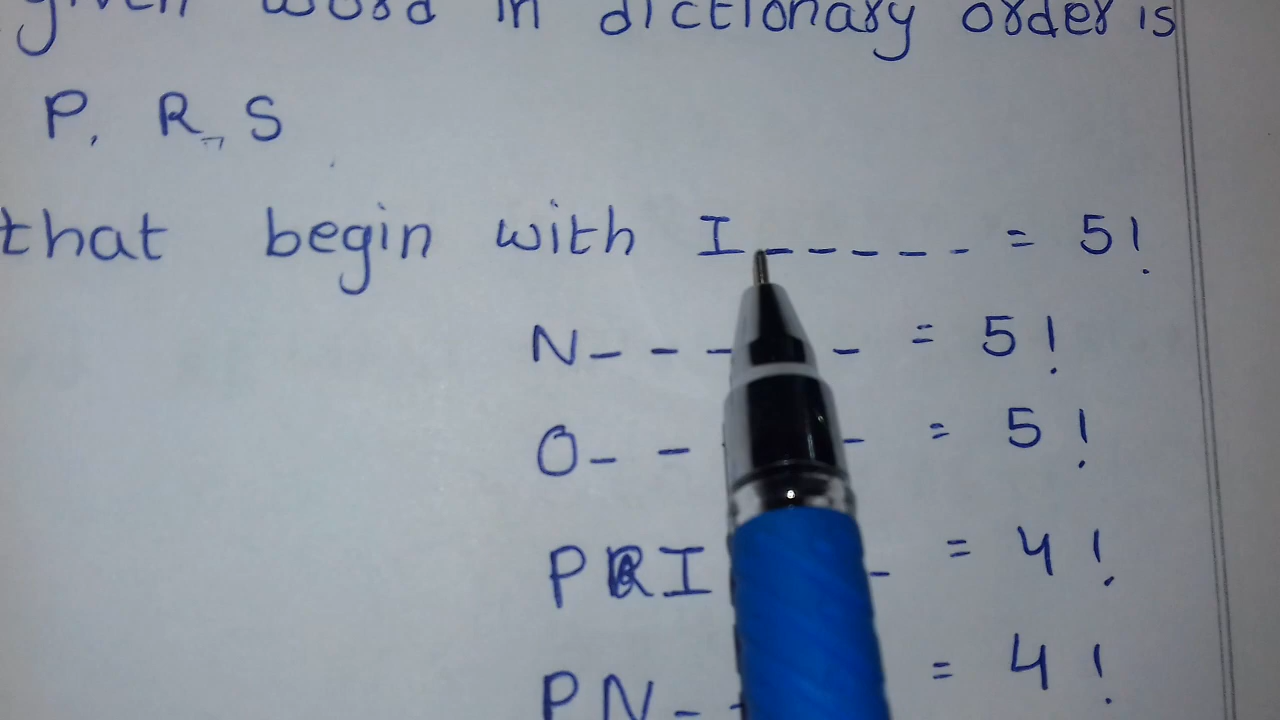 given word in dictionary order is
P, R, S
that begin with I _ _ _ _ _ = 5!
N _ _ _ _ = 5!
O _ _ _ = 5!
PRI _ = 4!
PN _ _ = 4!